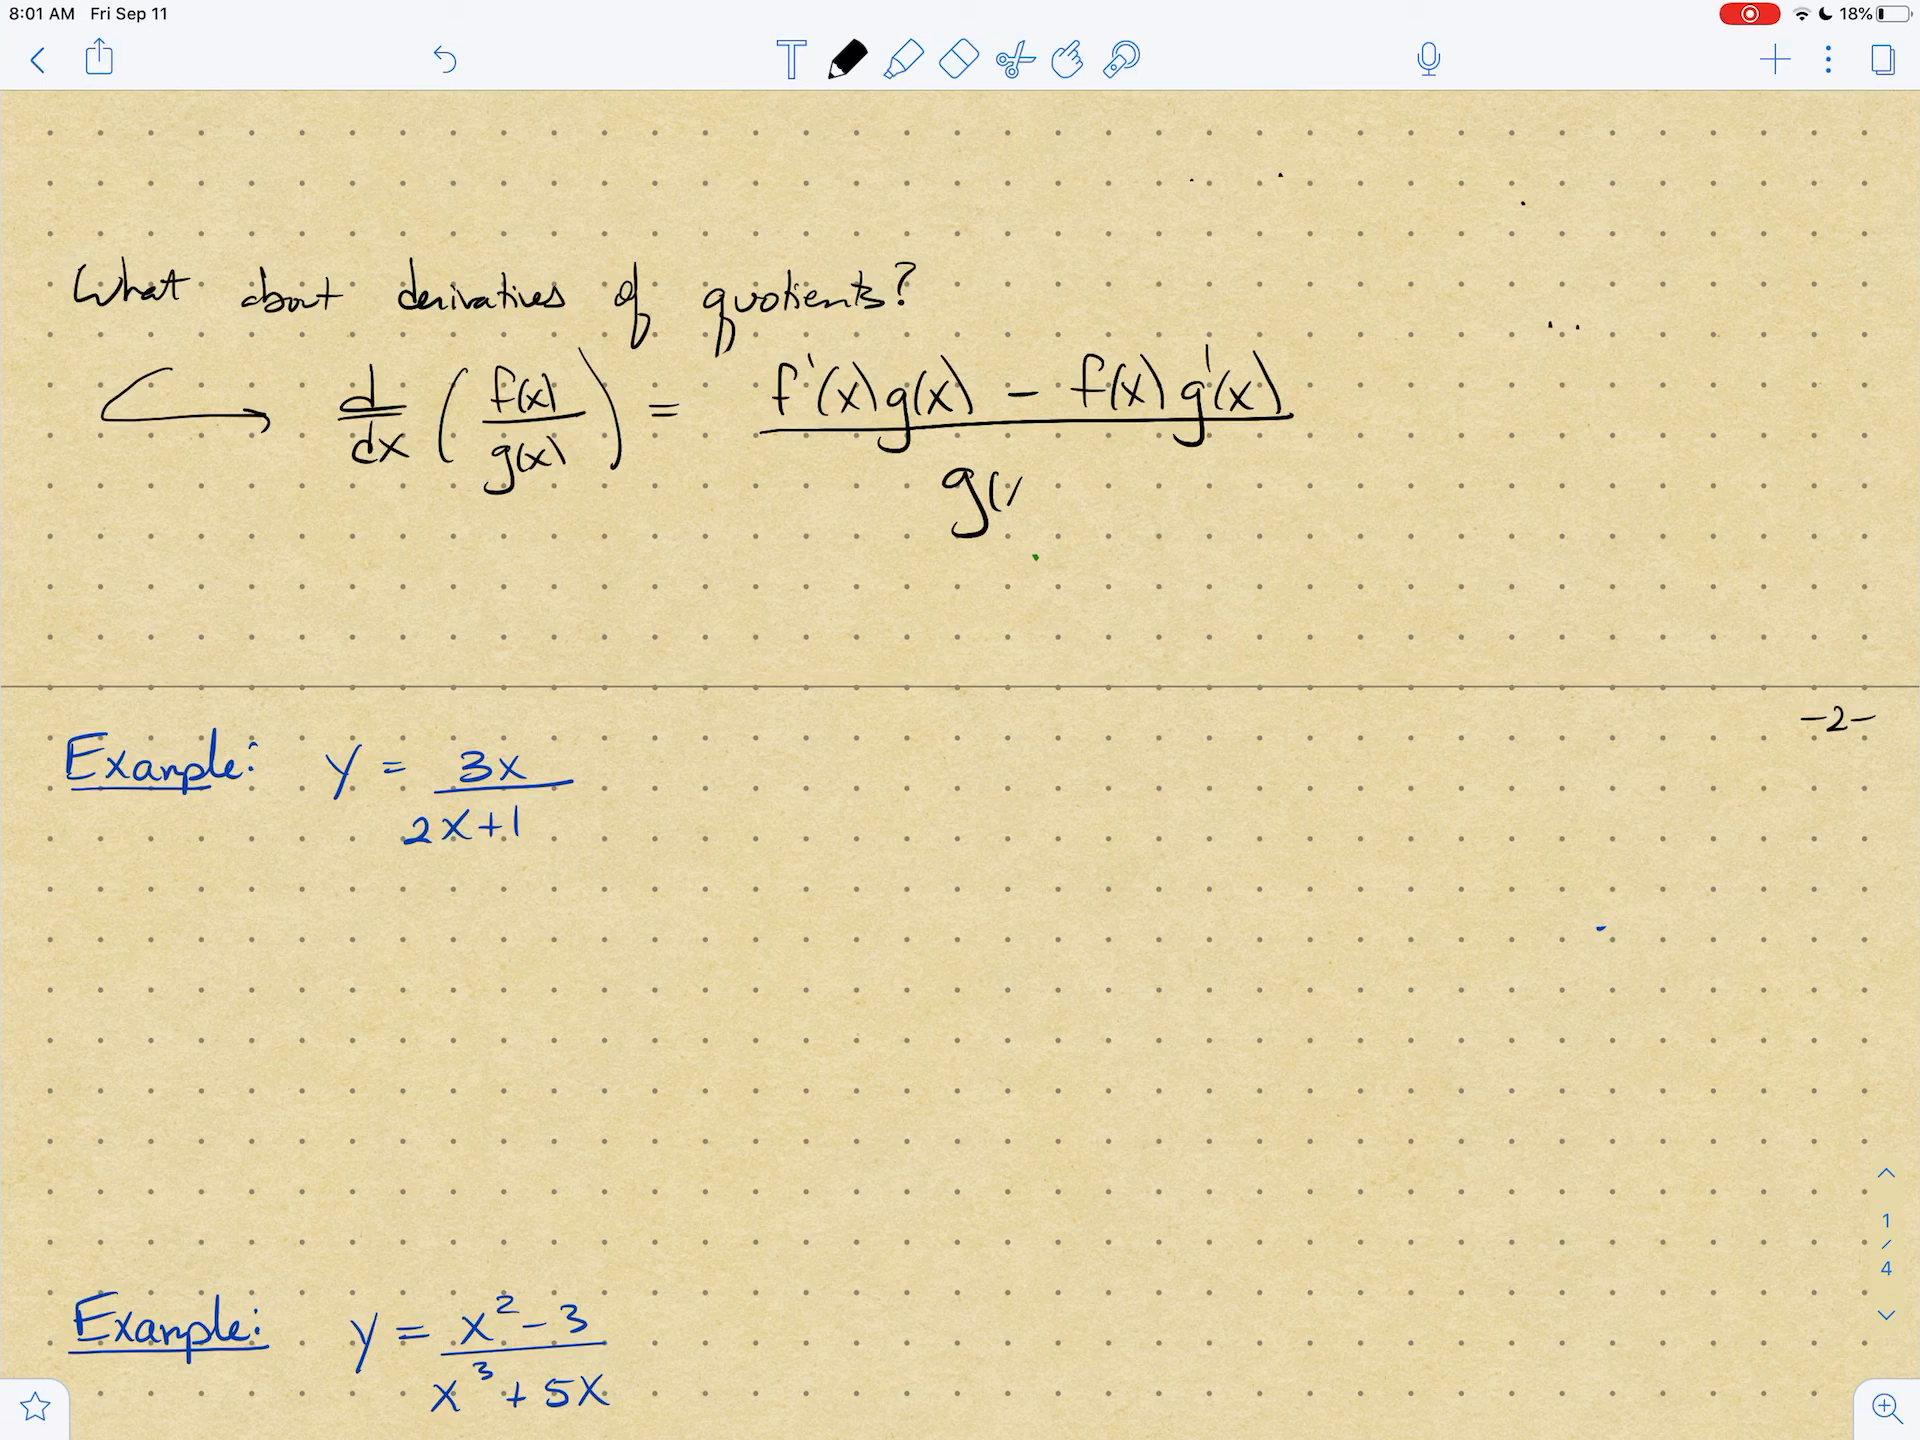 8:01 AM Fri Sep 11
18%
T
What about derivatives of quotients?
d/dx ( f(x)/g(x) ) = f'(x)g(x) - f(x)g'(x) / g(
-2-
Example: y = 3x / 2x+1
1
/
4
Example: y = x² - 3 / x³ + 5x